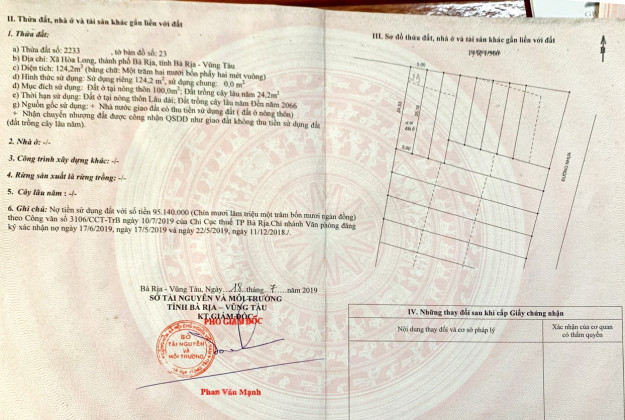 II. Thửa đất, nhà ở và tài sản khác gắn liền với đất
1. Thửa đất:
a) Thửa đất số: 2233 , tờ bản đồ số: 23
b) Địa chỉ: Xã Hòa Long, thành phố Bà Rịa, tỉnh Bà Rịa - Vũng Tàu
c) Diện tích: 124,2m² (bằng chữ: Một trăm hai mươi bốn phẩy hai mét vuông)
d) Hình thức sử dụng: Sử dụng riêng 124,2 m², sử dụng chung: 0,0 m²
đ) Mục đích sử dụng: Đất ở tại nông thôn 100,0m²; Đất trồng cây lâu năm 24,2m²
e) Thời hạn sử dụng: Đất ở tại nông thôn Lâu dài; Đất trồng cây lâu năm Đến năm 2066
g) Nguồn gốc sử dụng: + Nhà nước giao đất có thu tiền sử dụng đất ( đất ở nông thôn)
+ Nhận chuyển nhượng đất được công nhận QSDĐ như giao đất không thu tiền sử dụng đất
(đất trồng cây lâu năm).
2. Nhà ở: -/-
3. Công trình xây dựng khác: -/-
4. Rừng sản xuất là rừng trồng: -/-
5. Cây lâu năm : -/-
6. Ghi chú: Nợ tiền sử dụng đất với số tiền 95.140.000 (Chín mươi lăm triệu một trăm bốn mươi ngàn đồng)
theo Công văn số 3106/CCT-TrB ngày 10/7/2019 của Chi Cục thuế TP Bà Rịa.Chi nhánh Văn phòng đăng
ký xác nhận nợ ngày 17/6/2019, ngày 17/5/2019 và ngày 22/5/2019, ngày 11/12/2018./.
Bà Rịa - Vũng Tàu, Ngày...18..tháng..7....năm 2019
SỞ TÀI NGUYÊN VÀ MÔI TRƯỜNG
TỈNH BÀ RỊA – VŨNG TÀU
KT.GIÁM ĐỐC
PHÓ GIÁM ĐỐC
SỞ
TÀI NGUYÊN
VÀ
MÔI TRƯỜNG
Phan Văn Mạnh
III. Sơ đồ thửa đất, nhà ở và tài sản khác gắn liền với đất
5.00
5.00
ĐƯỜNG NHỰA
IV. Những thay đổi sau khi cấp Giấy chứng nhận
Nội dung thay đổi và cơ sở pháp lý
Xác nhận của cơ quan
có thẩm quyền